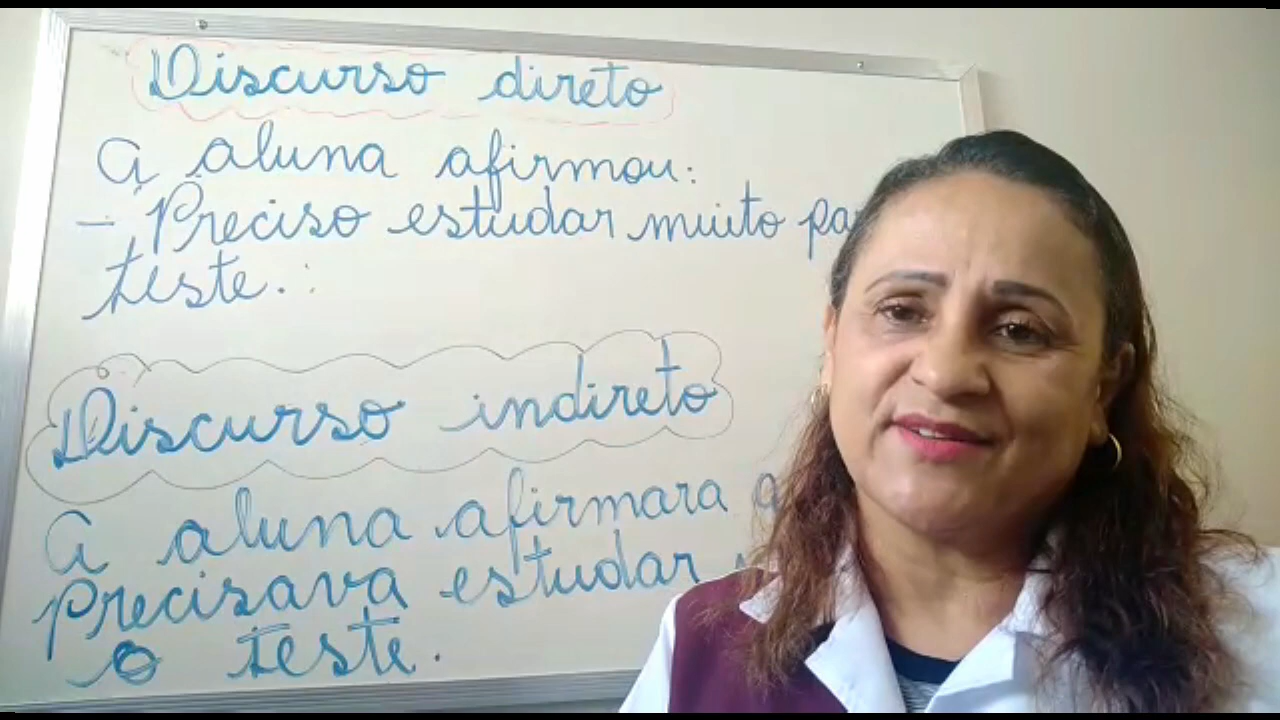 Discurso direto
A aluna afirmou:
- Preciso estudar muito pa
teste.
Discurso indireto
A aluna afirmara
precisava estudar
o teste.